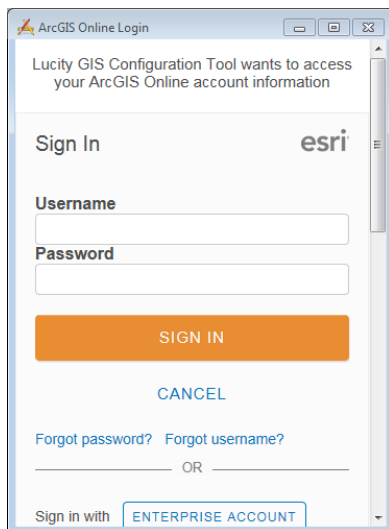 ArcGIS Online Login
Lucity GIS Configuration Tool wants to access
your ArcGIS Online account information
Sign In
esri
Username
Password
SIGN IN
CANCEL
Forgot password? Forgot username?
OR
Sign in with ENTERPRISE ACCOUNT